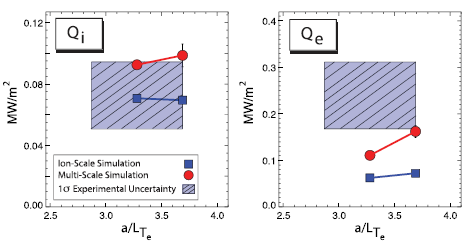 Qi
Qe
MW/m²
0.12
0.08
0.04
0.00
Ion-Scale Simulation
Multi-Scale Simulation
1σ Experimental Uncertainty
2.5 3.0 3.5 4.0
a/LTe
MW/m²
0.4
0.3
0.2
0.1
0.0
2.5 3.0 3.5 4.0
a/LTe